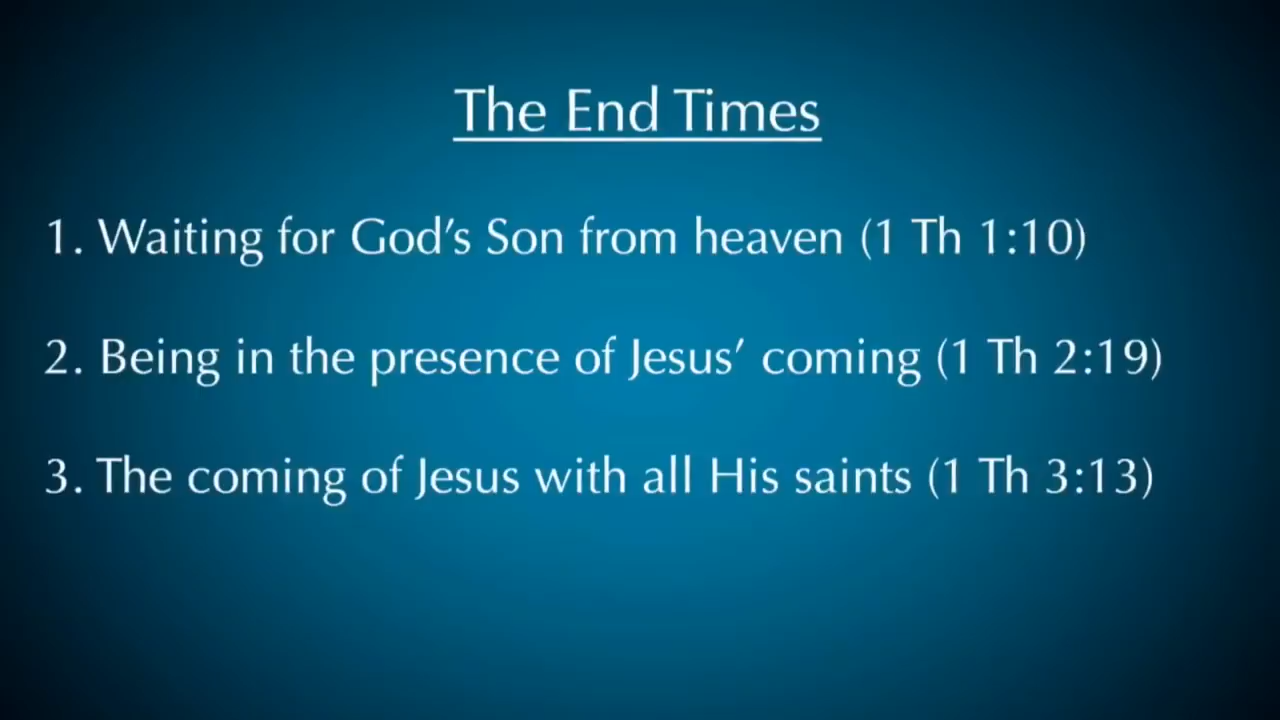 The End Times
1. Waiting for God’s Son from heaven (1 Th 1:10)
2. Being in the presence of Jesus’ coming (1 Th 2:19)
3. The coming of Jesus with all His saints (1 Th 3:13)